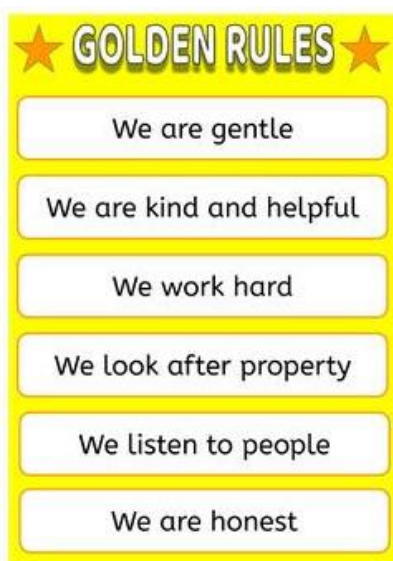 GOLDEN RULES
We are gentle
We are kind and helpful
We work hard
We look after property
We listen to people
We are honest